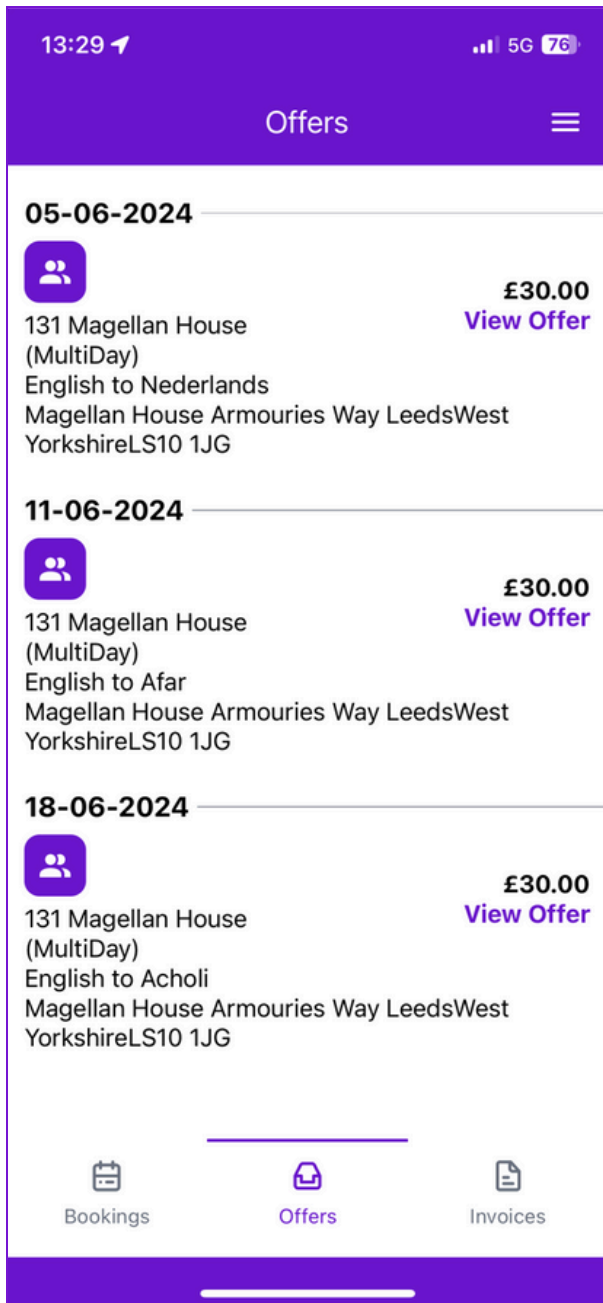 13:29
5G 76
Offers
05-06-2024
£30.00
View Offer
131 Magellan House
(MultiDay)
English to Nederlands
Magellan House Armouries Way LeedsWest
YorkshireLS10 1JG
11-06-2024
£30.00
View Offer
131 Magellan House
(MultiDay)
English to Afar
Magellan House Armouries Way LeedsWest
YorkshireLS10 1JG
18-06-2024
£30.00
View Offer
131 Magellan House
(MultiDay)
English to Acholi
Magellan House Armouries Way LeedsWest
YorkshireLS10 1JG
Bookings
Offers
Invoices